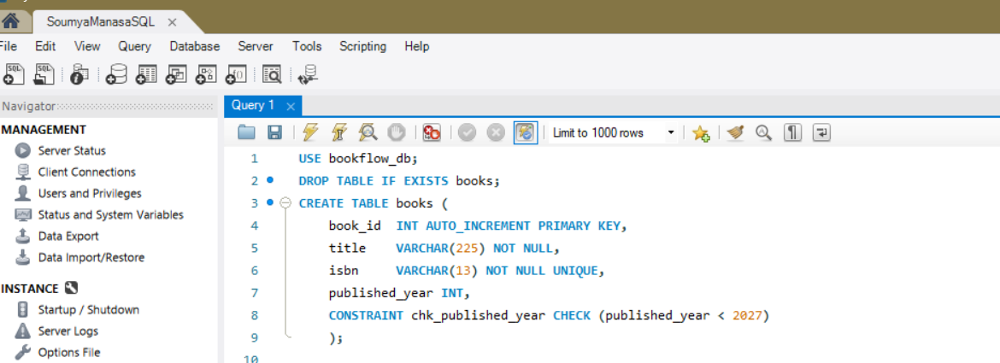 SoumyaManasaSQL ×
File Edit View Query Database Server Tools Scripting Help
SQL SQL
Navigator
Query 1 ×
MANAGEMENT
Server Status
Client Connections
Users and Privileges
Status and System Variables
Data Export
Data Import/Restore
INSTANCE
Startup / Shutdown
Server Logs
Options File
Limit to 1000 rows
1 USE bookflow_db;
2 DROP TABLE IF EXISTS books;
3 CREATE TABLE books (
4 book_id INT AUTO_INCREMENT PRIMARY KEY,
5 title VARCHAR(225) NOT NULL,
6 isbn VARCHAR(13) NOT NULL UNIQUE,
7 published_year INT,
8 CONSTRAINT chk_published_year CHECK (published_year < 2027)
9 );
10